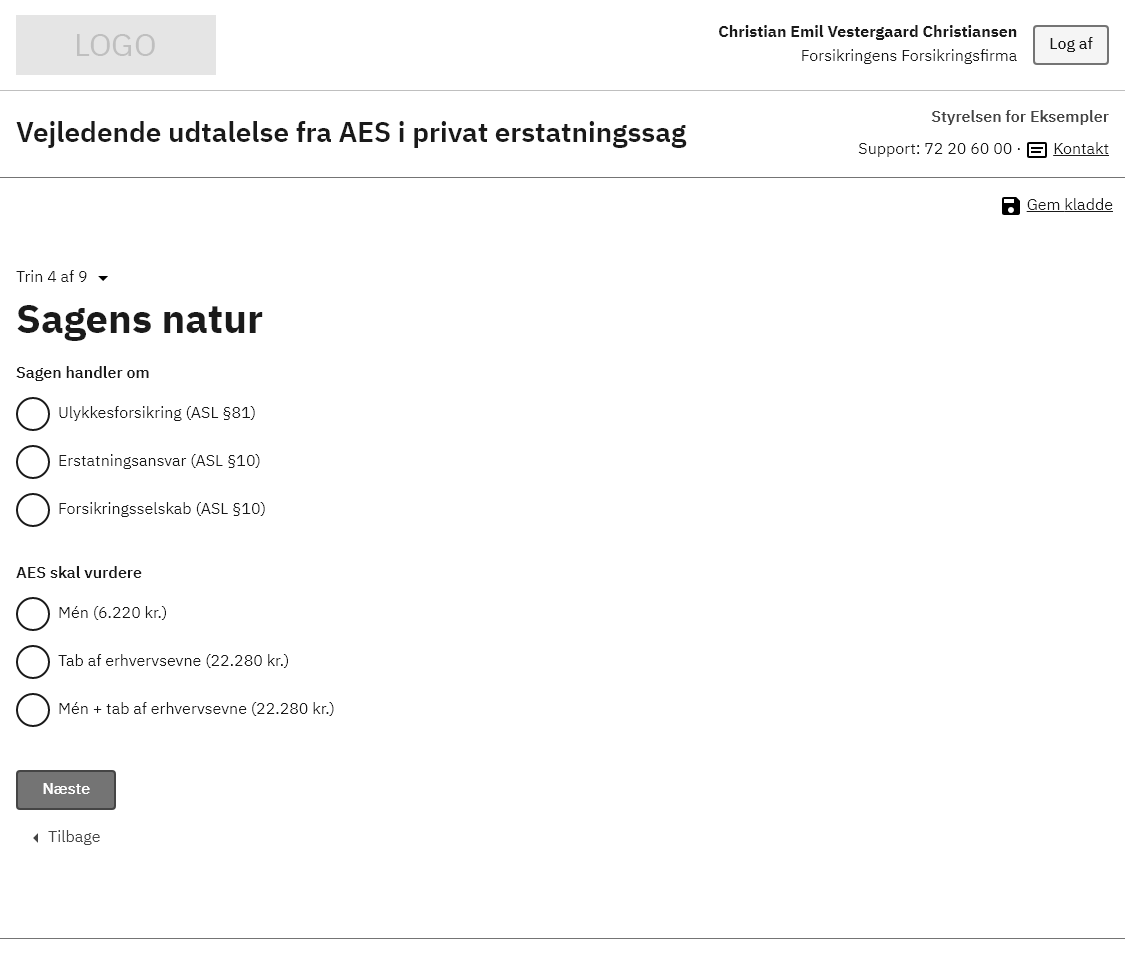 LOGO
Christian Emil Vestergaard Christiansen
Forsikringens Forsikringsfirma
Log af
Vejledende udtalelse fra AES i privat erstatningssag
Styrelsen for Eksempler
Support: 72 20 60 00 · Kontakt
Gem kladde
Trin 4 af 9
Sagens natur
Sagen handler om
Ulykkesforsikring (ASL §81)
Erstatningsansvar (ASL §10)
Forsikringsselskab (ASL §10)
AES skal vurdere
Mén (6.220 kr.)
Tab af erhvervsevne (22.280 kr.)
Mén + tab af erhvervsevne (22.280 kr.)
Næste
Tilbage